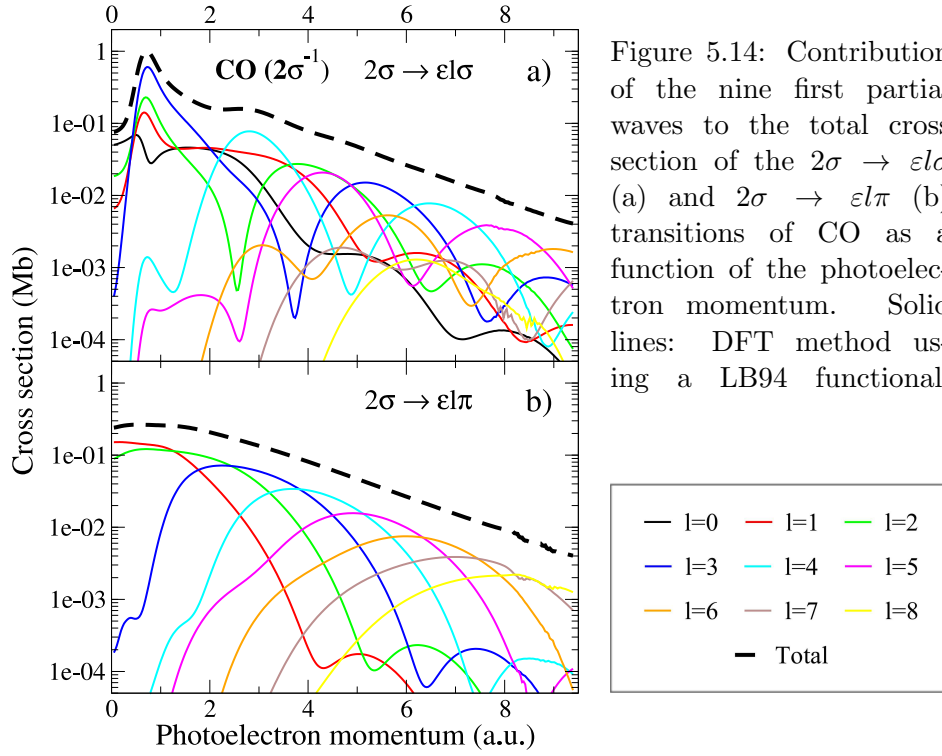 0 2 4 6 8
1
1e-01
1e-02
1e-03
1e-04
CO (2σ⁻¹) 2σ → εlσ a)
Cross section (Mb)
2σ → εlπ b)
1
1e-01
1e-02
1e-03
1e-04
0 2 4 6 8
Photoelectron momentum (a.u.)
Figure 5.14: Contribution
of the nine first partia
waves to the total cross
section of the 2σ → εlσ
(a) and 2σ → εlπ (b)
transitions of CO as a
function of the photoelec-
tron momentum. Solid
lines: DFT method us-
ing a LB94 functional
l=0 l=1 l=2
l=3 l=4 l=5
l=6 l=7 l=8
Total